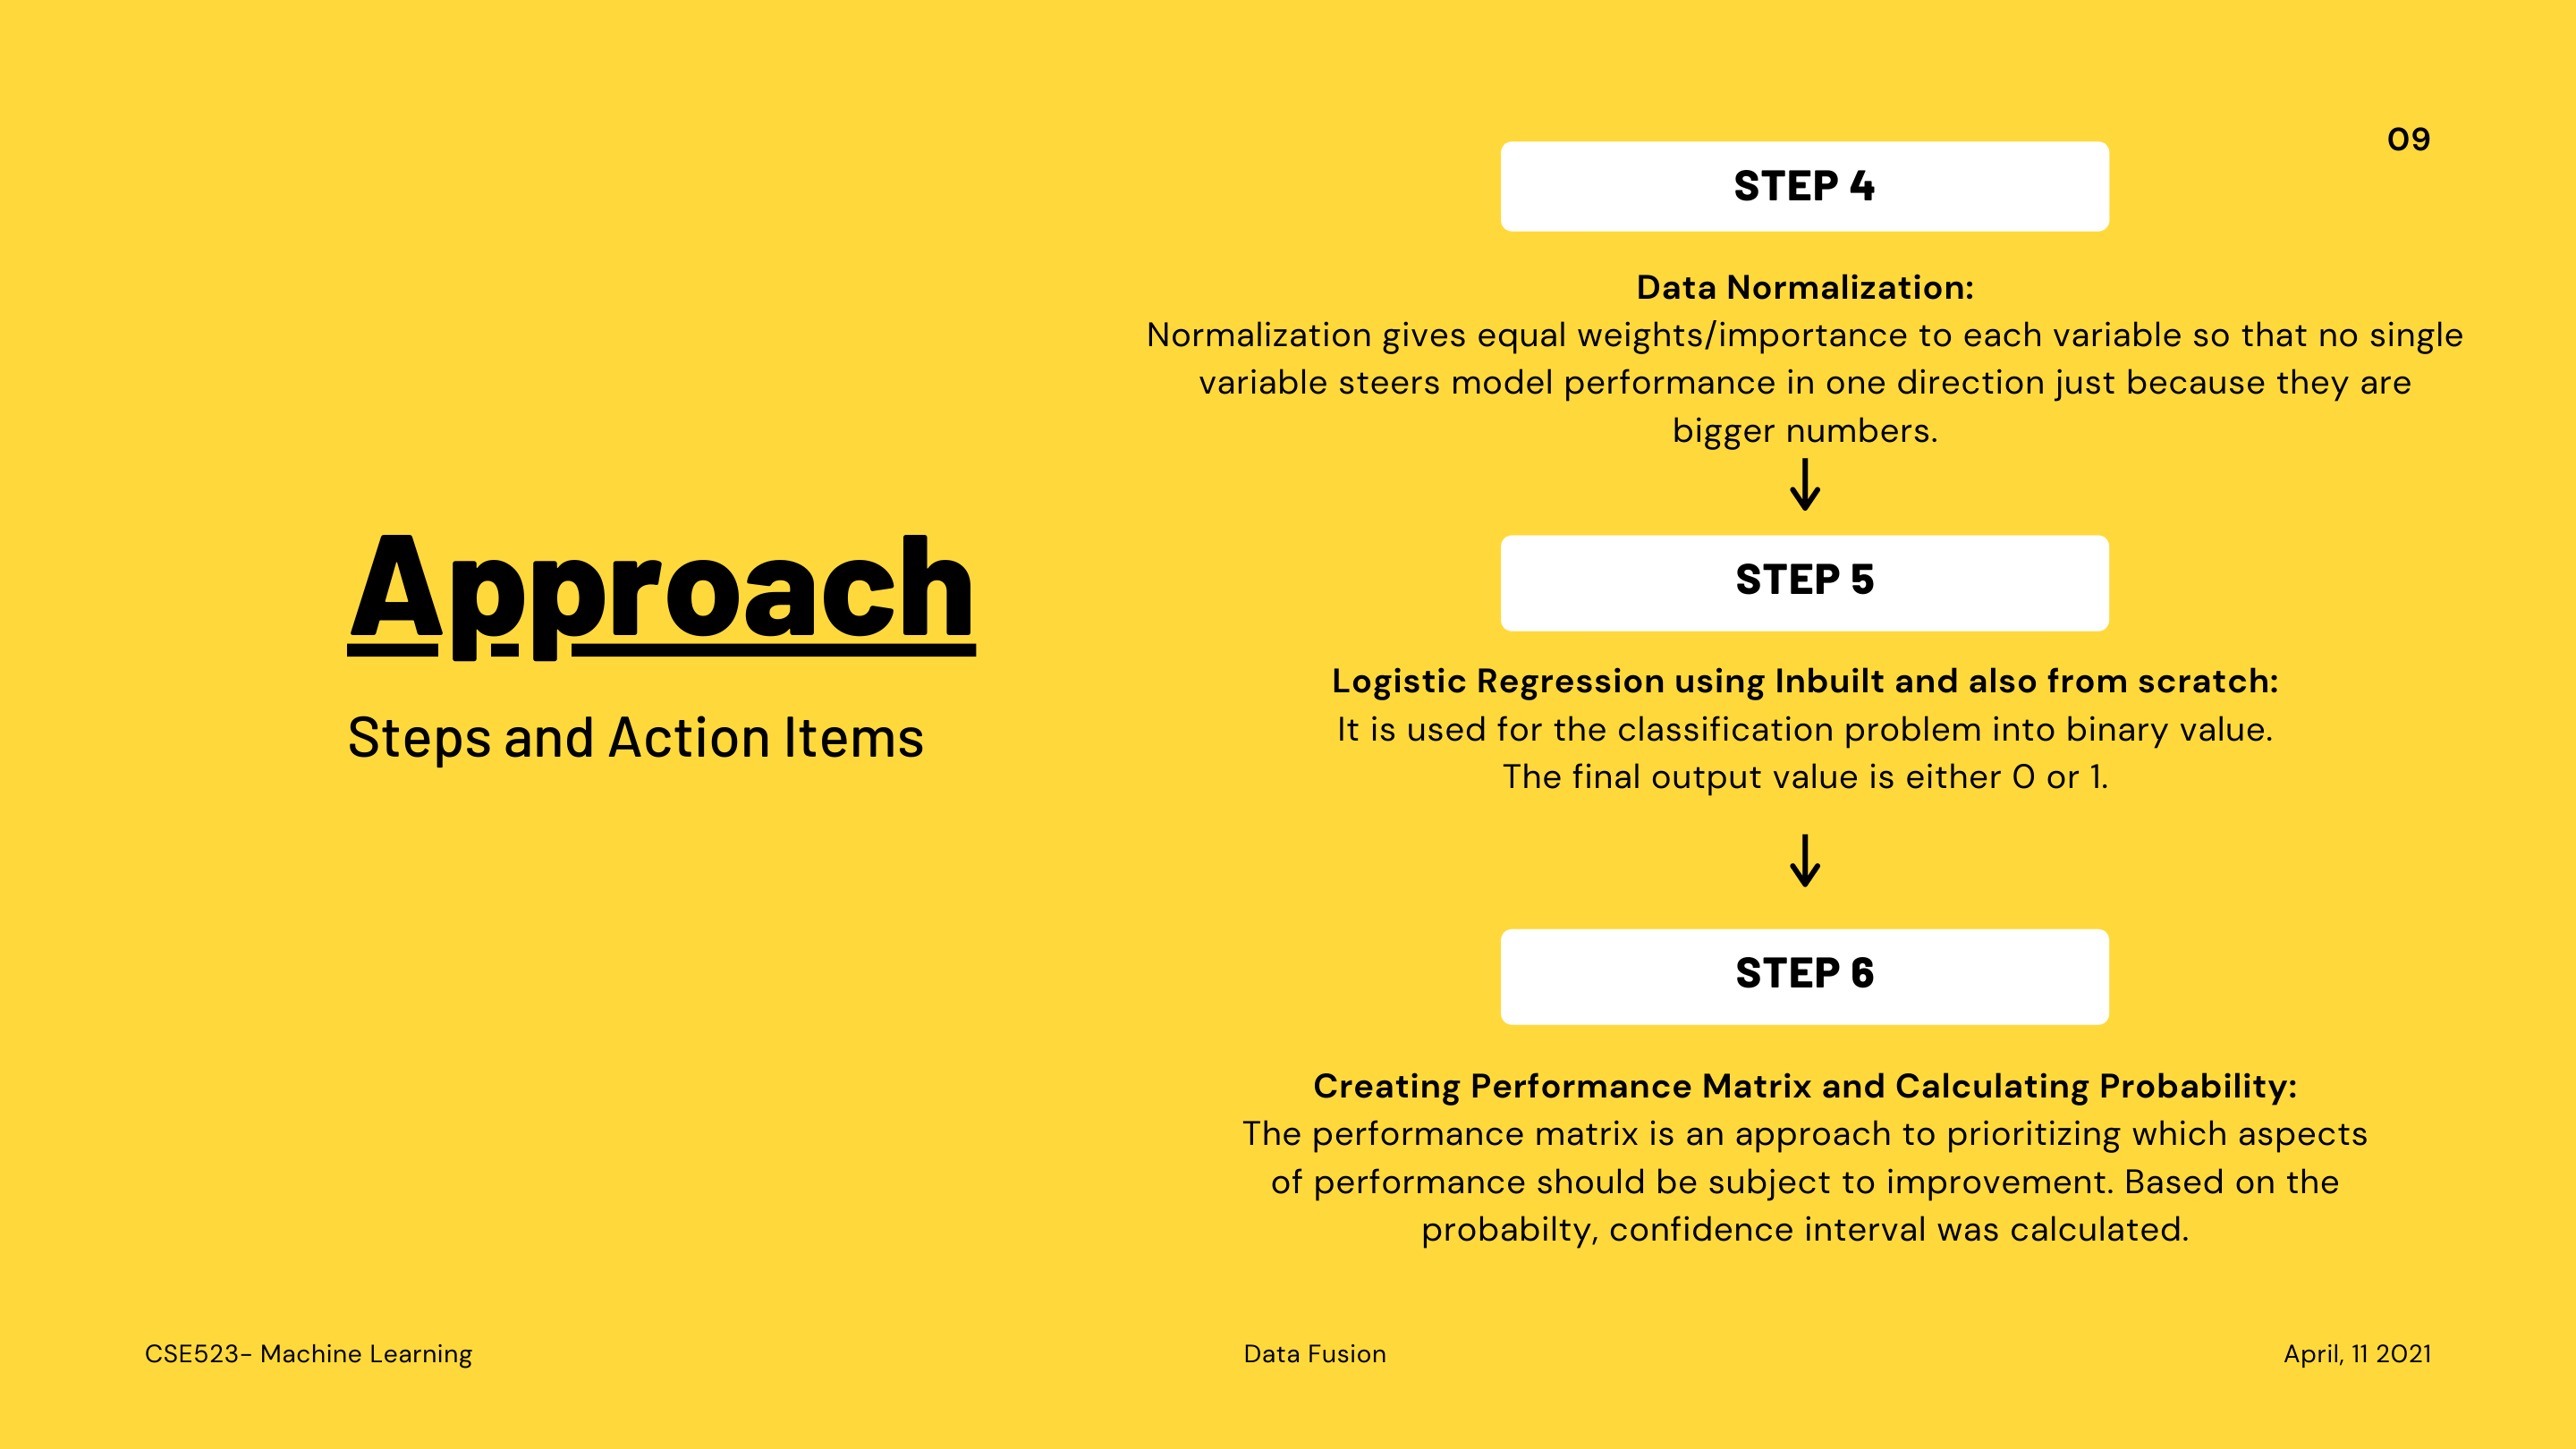 09
Approach
Steps and Action Items
STEP 4
Data Normalization:
Normalization gives equal weights/importance to each variable so that no single
variable steers model performance in one direction just because they are
bigger numbers.
STEP 5
Logistic Regression using Inbuilt and also from scratch:
It is used for the classification problem into binary value.
The final output value is either 0 or 1.
STEP 6
Creating Performance Matrix and Calculating Probability:
The performance matrix is an approach to prioritizing which aspects
of performance should be subject to improvement. Based on the
probabilty, confidence interval was calculated.
CSE523- Machine Learning
Data Fusion
April, 11 2021